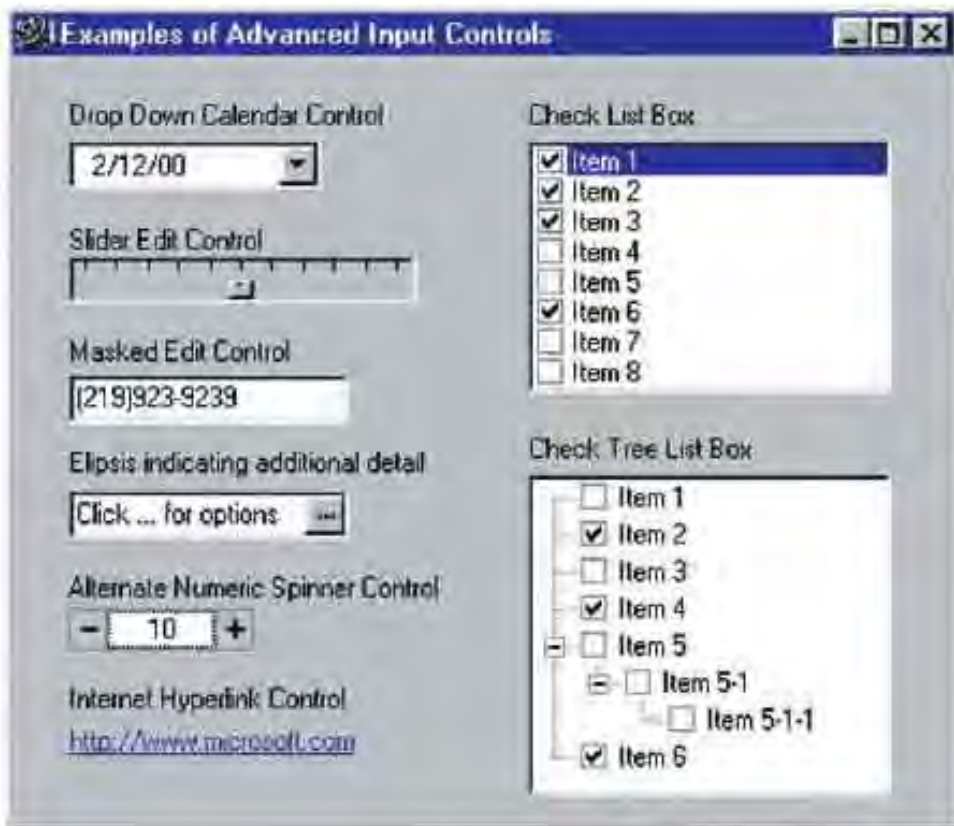 Examples of Advanced Input Controls
Drop Down Calendar Control
2/12/00
Slider Edit Control
Masked Edit Control
(219)923-9239
Elipsis indicating additional detail
Click ... for options ...
Alternate Numeric Spinner Control
- 10 +
Internet Hyperlink Control
http://www.microsoft.com
Check List Box
Item 1
Item 2
Item 3
Item 4
Item 5
Item 6
Item 7
Item 8
Check Tree List Box
Item 1
Item 2
Item 3
Item 4
Item 5
Item 5-1
Item 5-1-1
Item 6